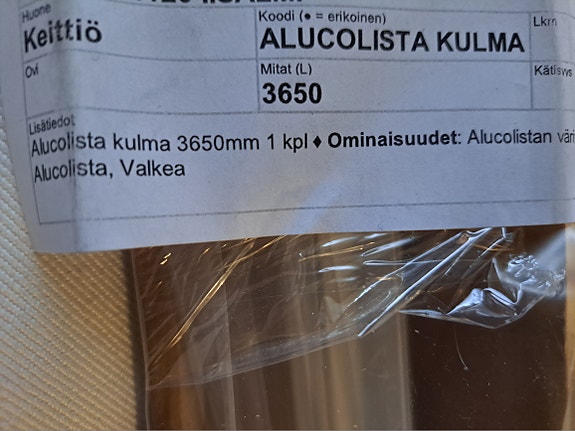 Huone
Keittiö
Koodi (• = erikoinen)
ALUCOLISTA KULMA
Lkm
Ovi
Mitat (L)
3650
Kätisyys
Lisätiedot
Alucolista kulma 3650mm 1 kpl ♦ Ominaisuudet: Alucolistan väri
Alucolista, Valkea